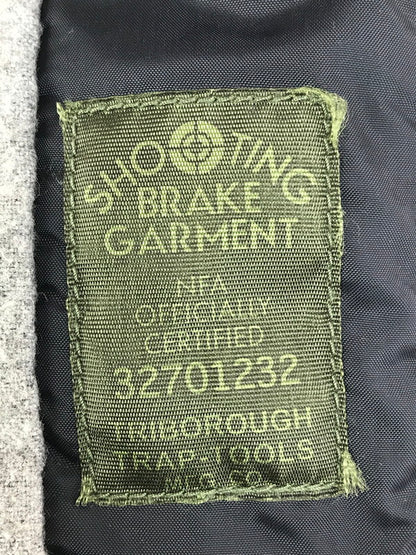 SHOOTING
BRAKE
GARMENT
NFA
OFFICIALLY
CERTIFIED
32701232
TRIBOROUGH
TRAP TOOLS
MFG. CO.